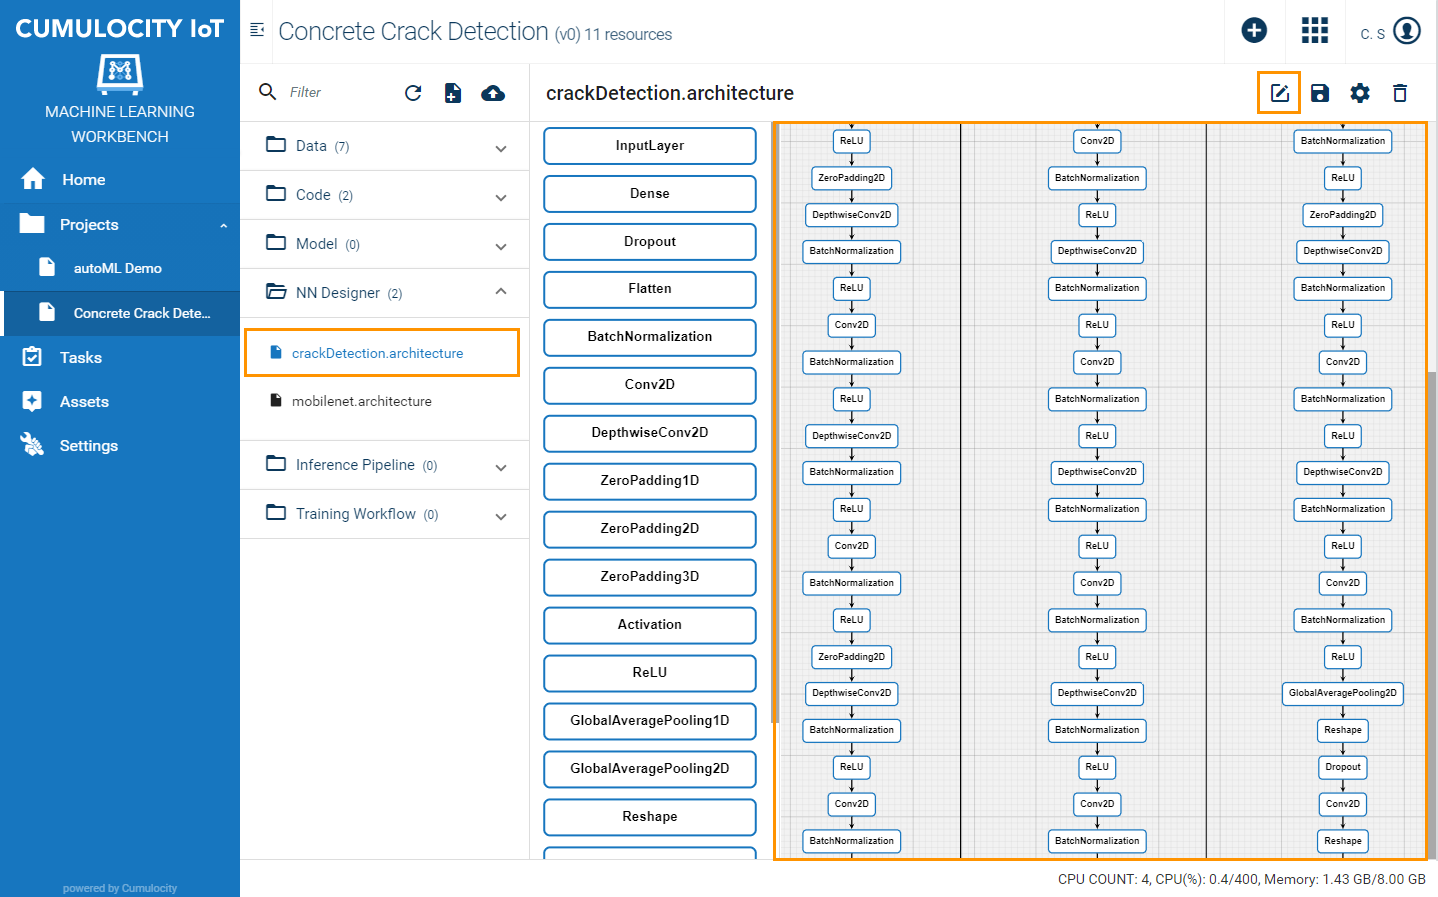 CUMULOCITY IoT
MACHINE LEARNING
WORKBENCH
Home
Projects
autoML Demo
Concrete Crack Dete...
Tasks
Assets
Settings
powered by Cumulocity
Concrete Crack Detection (v0) 11 resources
C. S
Filter
Data (7)
Code (2)
Model (0)
NN Designer (2)
crackDetection.architecture
mobilenet.architecture
Inference Pipeline (0)
Training Workflow (0)
crackDetection.architecture
InputLayer
Dense
Dropout
Flatten
BatchNormalization
Conv2D
DepthwiseConv2D
ZeroPadding1D
ZeroPadding2D
ZeroPadding3D
Activation
ReLU
GlobalAveragePooling1D
GlobalAveragePooling2D
Reshape
ReLU
ZeroPadding2D
DepthwiseConv2D
BatchNormalization
ReLU
Conv2D
BatchNormalization
ReLU
DepthwiseConv2D
BatchNormalization
ReLU
Conv2D
BatchNormalization
ReLU
ZeroPadding2D
DepthwiseConv2D
BatchNormalization
ReLU
Conv2D
BatchNormalization
Conv2D
BatchNormalization
ReLU
DepthwiseConv2D
BatchNormalization
ReLU
Conv2D
BatchNormalization
ReLU
DepthwiseConv2D
BatchNormalization
ReLU
Conv2D
BatchNormalization
ReLU
DepthwiseConv2D
BatchNormalization
ReLU
Conv2D
BatchNormalization
BatchNormalization
ReLU
ZeroPadding2D
DepthwiseConv2D
BatchNormalization
ReLU
Conv2D
BatchNormalization
ReLU
DepthwiseConv2D
BatchNormalization
ReLU
Conv2D
BatchNormalization
ReLU
GlobalAveragePooling2D
Reshape
Dropout
Conv2D
Reshape
CPU COUNT: 4, CPU(%): 0.4/400, Memory: 1.43 GB/8.00 GB